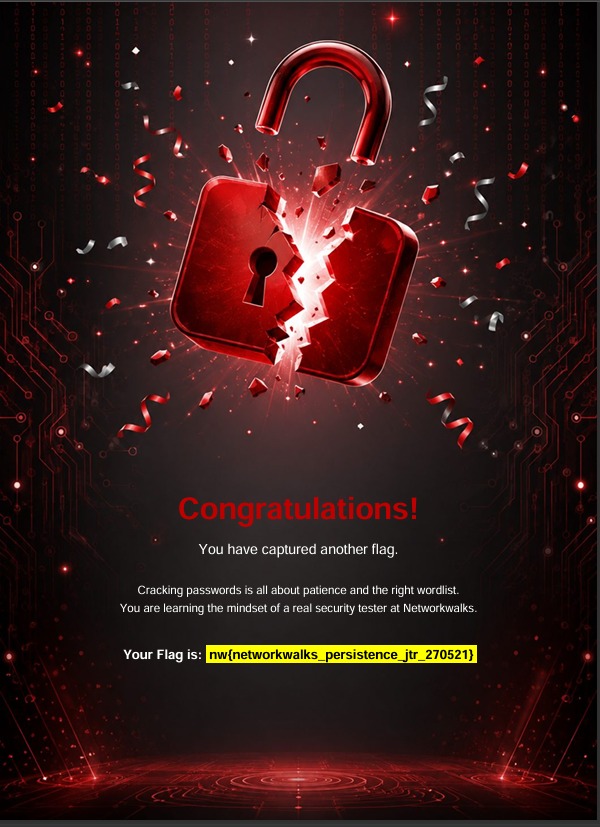 Congratulations!
You have captured another flag.
Cracking passwords is all about patience and the right wordlist.
You are learning the mindset of a real security tester at Networkwalks.
Your Flag is: nw{networkwalks_persistence_jtr_270521}